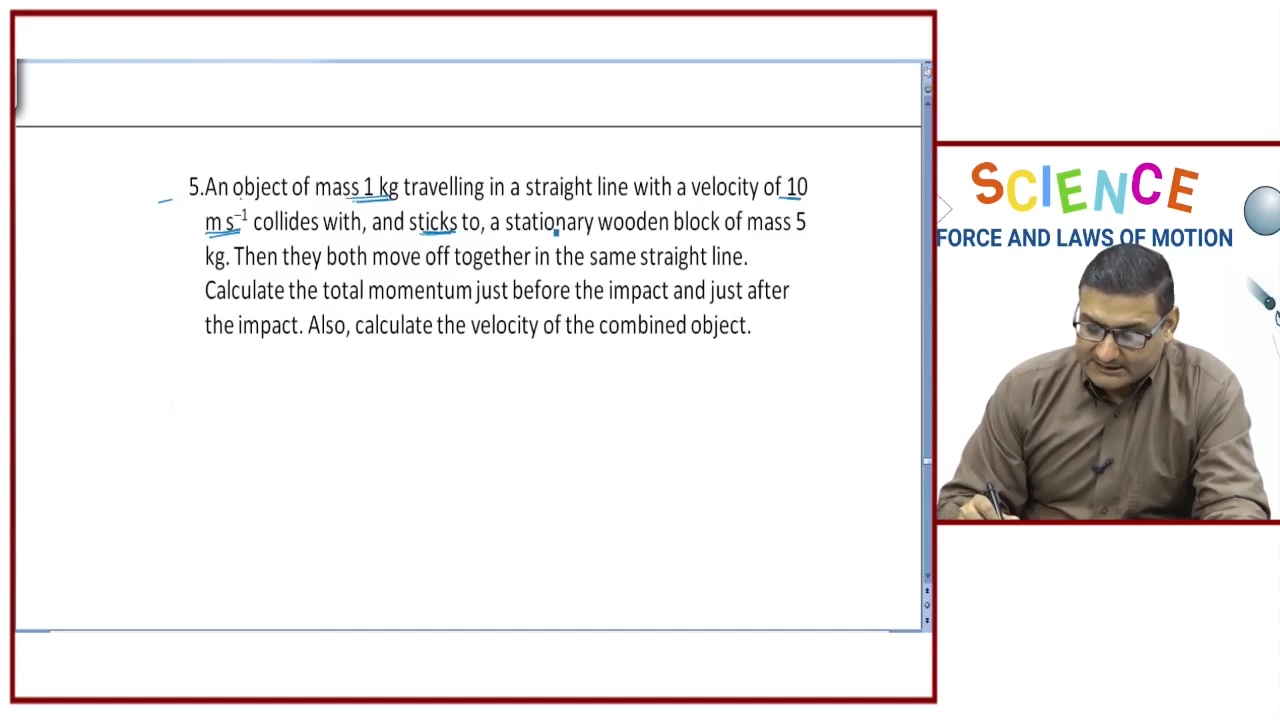 5.An object of mass 1 kg travelling in a straight line with a velocity of 10
m s⁻¹ collides with, and sticks to, a stationary wooden block of mass 5
kg. Then they both move off together in the same straight line.
Calculate the total momentum just before the impact and just after
the impact. Also, calculate the velocity of the combined object.
SCIENCE
FORCE AND LAWS OF MOTION